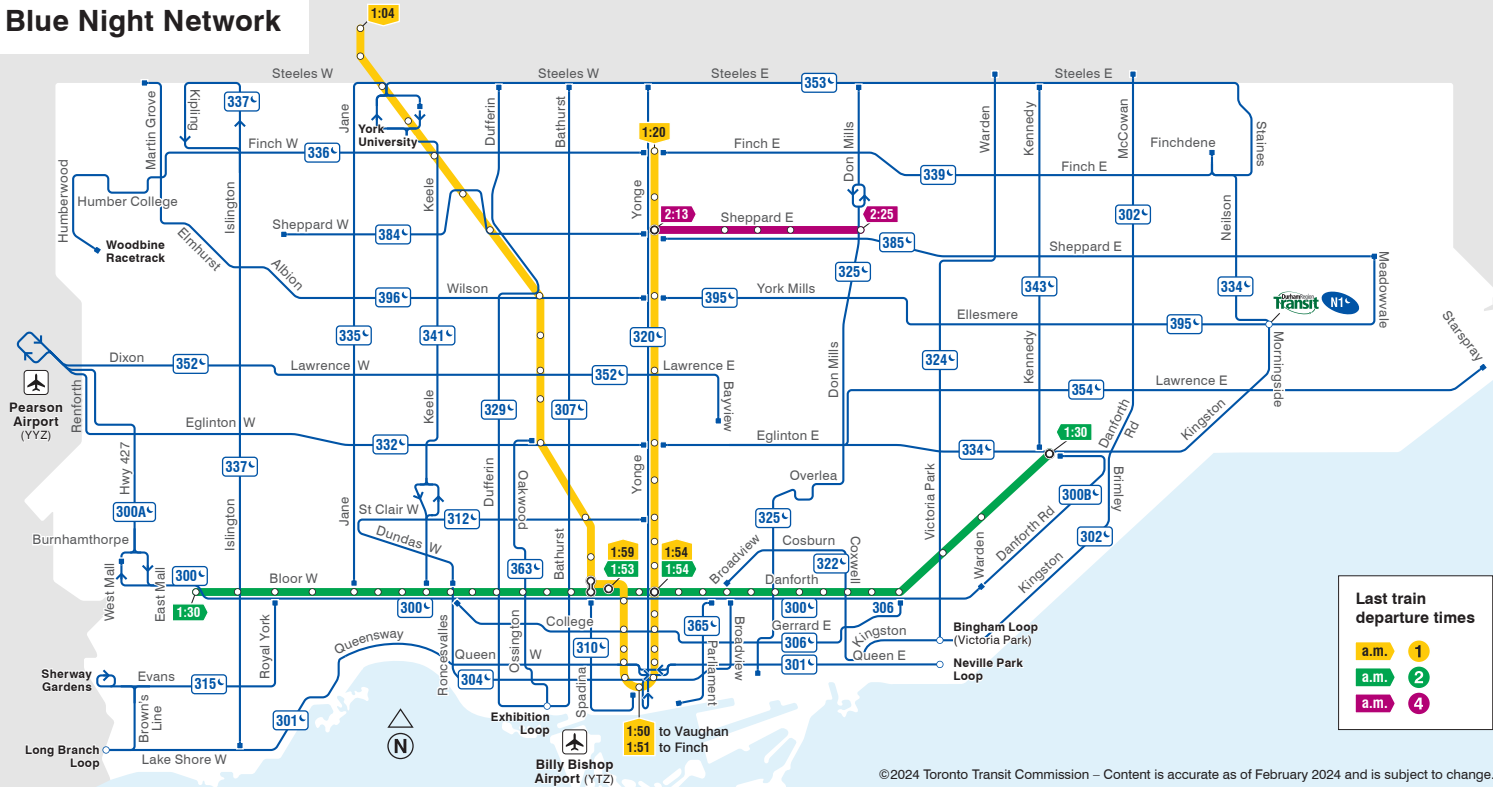 Blue Night Network
1:04
Steeles W
Steeles W
Steeles E
353
Steeles E
Martin Grove
Kipling
337
Jane
York
University
Dufferin
Bathurst
1:20
Don Mills
Warden
Kennedy
McCowan
Finchdene
Staines
Finch W
336
Finch E
339
Finch E
Humberwood
Humber College
Islington
Keele
Yonge
Woodbine
Racetrack
Elmhurst
Sheppard W
384
2:13
Sheppard E
2:25
385
Sheppard E
302
Neilson
Albion
396
Wilson
395
York Mills
325
343
334
Durham Region
Transit
N1
Meadowvale
Ellesmere
395
335
341
320
Starspray
Dixon
352
Lawrence W
352
Lawrence E
Don Mills
324
Kennedy
354
Lawrence E
Morningside
Pearson
Airport
(YYZ)
Renforth
Keele
329
307
Bayview
Eglinton W
332
Eglinton E
334
Danforth
Rd
Kingston
1:30
Hwy 427
337
Islington
Jane
Dufferin
Oakwood
Yonge
Overlea
Victoria Park
300B
Brimley
300A
St Clair W
312
325
Danforth Rd
302
Burnhamthorpe
Dundas W
Bathurst
1:59
1:53
1:54
1:54
Broadview
Cosburn
322
Coxwell
Warden
Kingston
West Mall
East Mall
300
Bloor W
363
Danforth
1:30
300
300
306
Royal York
Queensway
Roncesvalles
College
Ossington
310
365
Gerrard E
306
Kingston
Bingham Loop
(Victoria Park)
Queen W
304
Spadina
Parliament
Broadview
301
Queen E
Neville Park
Loop
Sherway
Gardens
Evans
315
Brown's
Line
301
Exhibition
Loop
1:50 to Vaughan
1:51 to Finch
Long Branch
Loop
Lake Shore W
N
Billy Bishop
Airport (YTZ)
Last train
departure times
a.m. 1
a.m. 2
a.m. 4
©2024 Toronto Transit Commission – Content is accurate as of February 2024 and is subject to change.